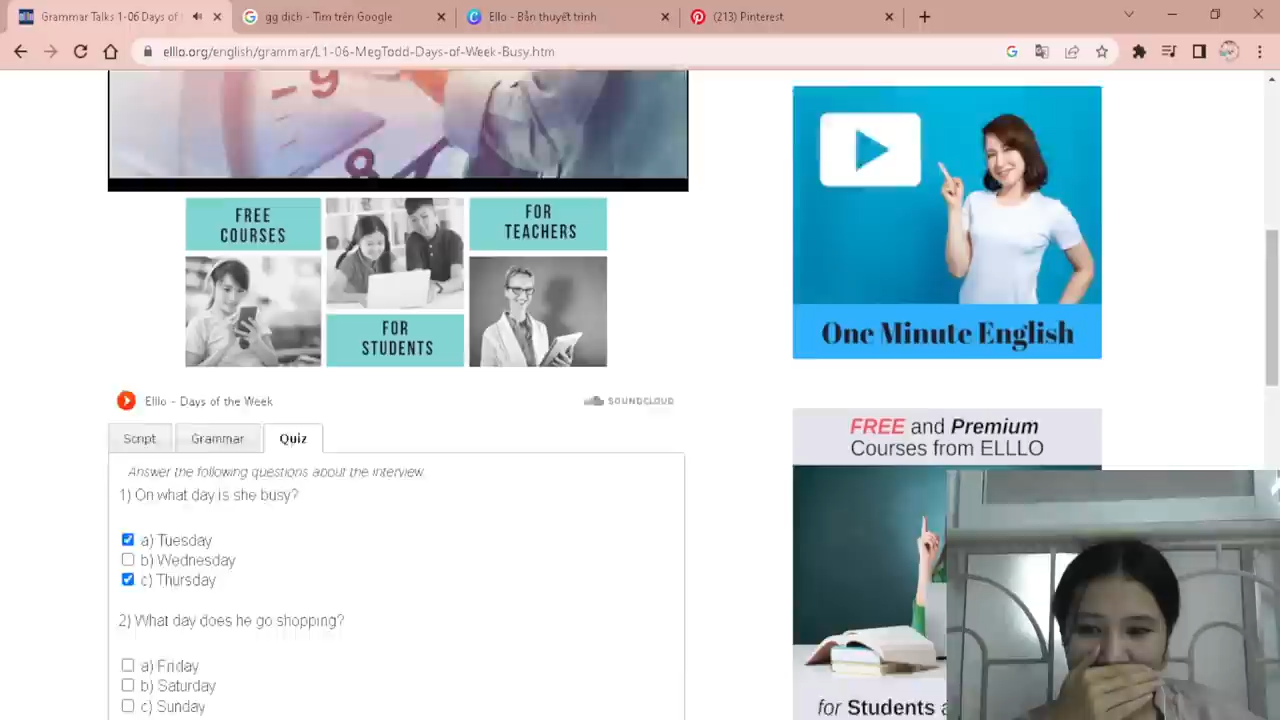 Grammar Talks 1-06 Days of
gg dịch - Tìm trên Google
Ello - Bản thuyết trình
(213) Pinterest
elllo.org/english/grammar/L1-06-MegTodd-Days-of-Week-Busy.htm
9
8
FREE
COURSES
FOR
TEACHERS
FOR
STUDENTS
One Minute English
Elllo - Days of the Week
SOUNDCLOUD
Script
Grammar
Quiz
FREE and Premium
Courses from ELLLO
Answer the following questions about the interview.
1) On what day is she busy?
a) Tuesday
b) Wednesday
c) Thursday
2) What day does he go shopping?
a) Friday
b) Saturday
c) Sunday
for Students